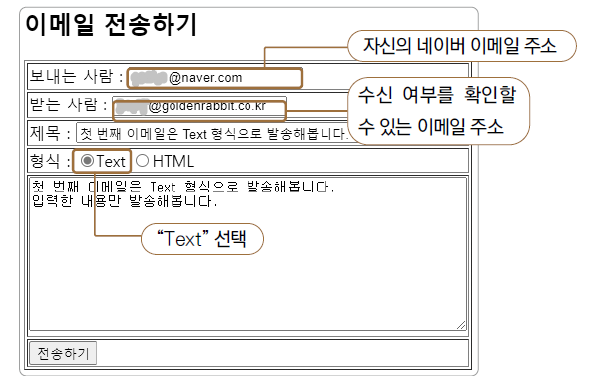 이메일 전송하기
자신의 네이버 이메일 주소
보내는 사람 : @naver.com
받는 사람 : @goldenrabbit.co.kr
수신 여부를 확인할
수 있는 이메일 주소
제목 : 첫 번째 이메일은 Text 형식으로 발송해봅니다.
형식 : Text HTML
첫 번째 이메일은 Text 형식으로 발송해봅니다.
입력한 내용만 발송해봅니다.
“Text” 선택
전송하기